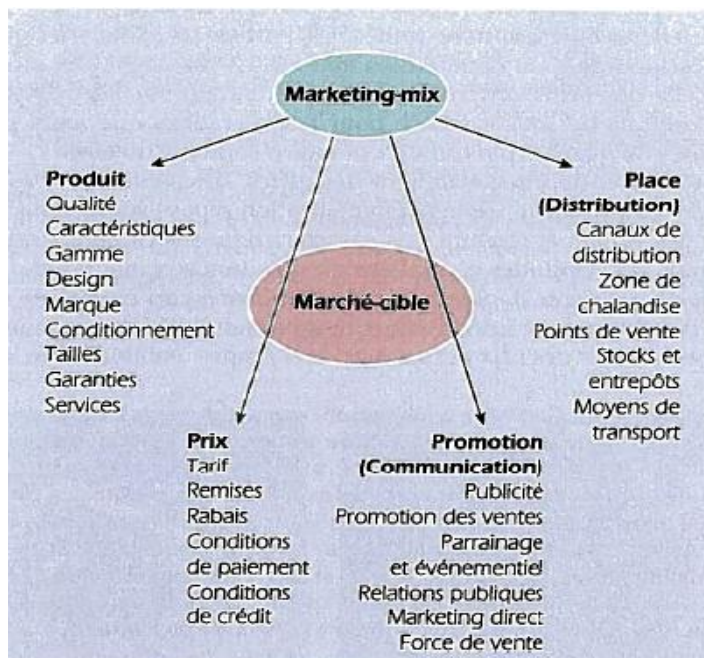 Marketing-mix
Produit
Qualité
Caractéristiques
Gamme
Design
Marque
Conditionnement
Tailles
Garanties
Services
Marché-cible
Prix
Tarif
Remises
Rabais
Conditions
de paiement
Conditions
de crédit
Promotion
(Communication)
Publicité
Promotion des ventes
Parrainage
et événementiel
Relations publiques
Marketing direct
Force de vente
Place
(Distribution)
Canaux de
distribution
Zone de
chalandise
Points de vente
Stocks et
entrepôts
Moyens de
transport